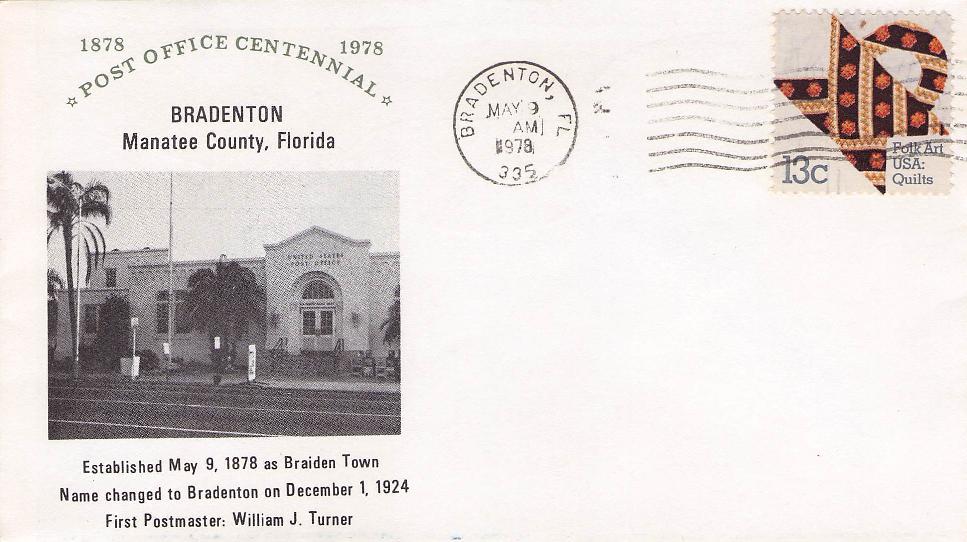 1878 1978
POST OFFICE CENTENNIAL
BRADENTON
Manatee County, Florida
UNITED STATES
POST OFFICE
Established May 9, 1878 as Braiden Town
Name changed to Bradenton on December 1, 1924
First Postmaster: William J. Turner
BRADENTON, FL
MAY 9
AM
1978
335
13c
Folk Art
USA:
Quilts